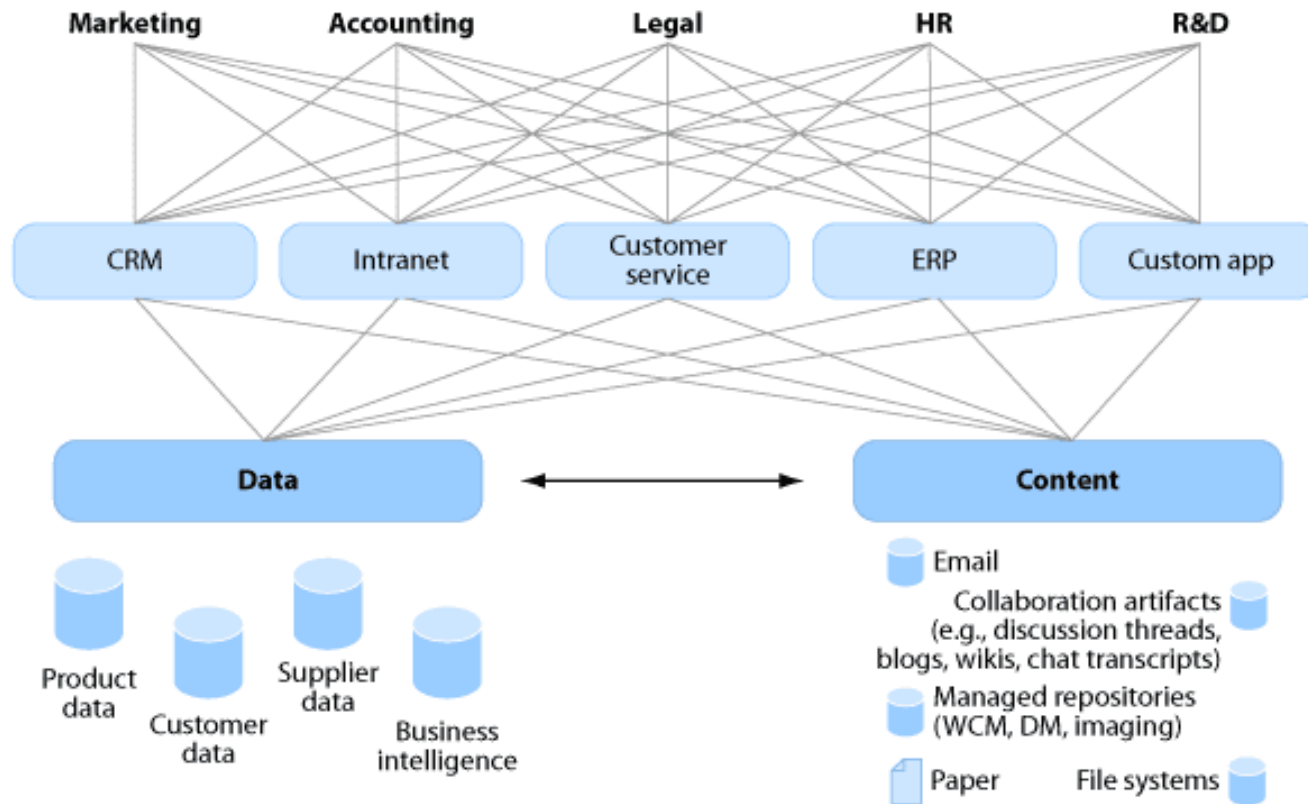 Marketing
Accounting
Legal
HR
R&D
CRM
Intranet
Customer
service
ERP
Custom app
Data
Content
Product
data
Customer
data
Supplier
data
Business
intelligence
Email
Collaboration artifacts
(e.g., discussion threads,
blogs, wikis, chat transcripts)
Managed repositories
(WCM, DM, imaging)
Paper
File systems